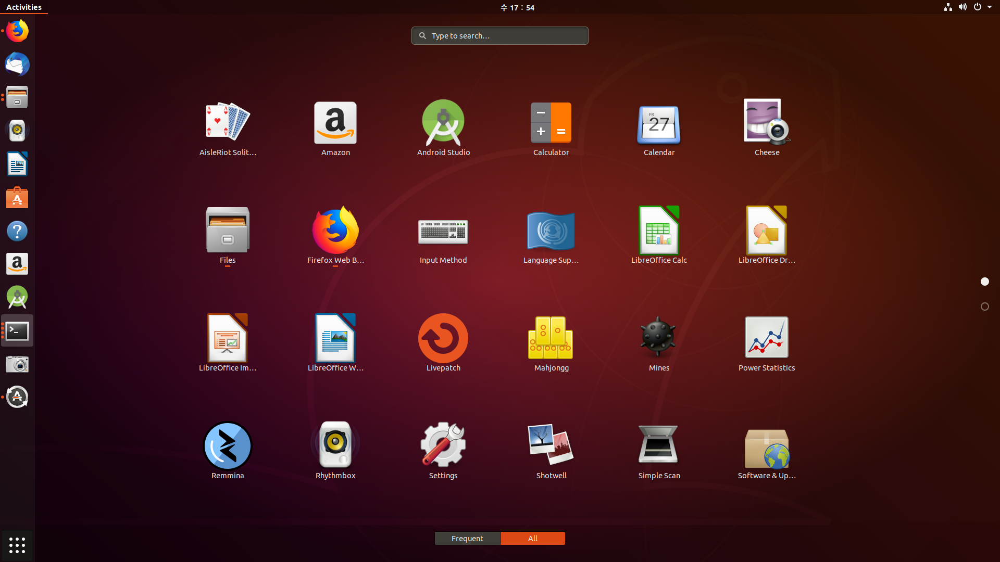 Activities
수 17 : 54
Type to search...
AisleRiot Solit...
Amazon
Android Studio
Calculator
FR
27
Calendar
Cheese
Files
Firefox Web B...
Input Method
Language Sup...
LibreOffice Calc
LibreOffice Dr...
LibreOffice Im...
LibreOffice W...
Livepatch
Mahjongg
Mines
Power Statistics
Remmina
Rhythmbox
Settings
Shotwell
Simple Scan
Software & Up...
Frequent
All